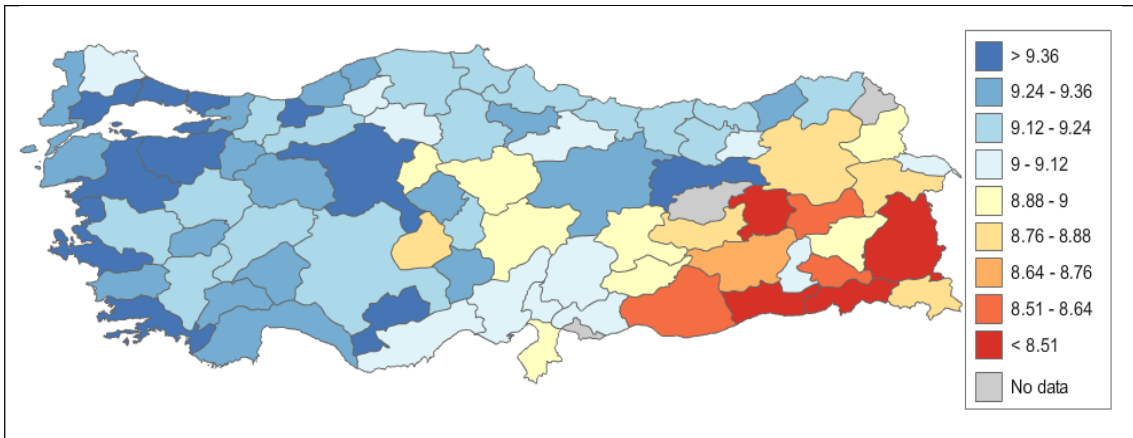 > 9.36
9.24 - 9.36
9.12 - 9.24
9 - 9.12
8.88 - 9
8.76 - 8.88
8.64 - 8.76
8.51 - 8.64
< 8.51
No data